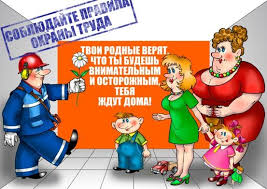 СОБЛЮДАЙТЕ ПРАВИЛА
ОХРАНЫ ТРУДА
ТВОИ РОДНЫЕ ВЕРЯТ,
ЧТО ТЫ БУДЕШЬ
ВНИМАТЕЛЬНЫМ
И ОСТОРОЖНЫМ,
ТЕБЯ
ЖДУТ ДОМА!